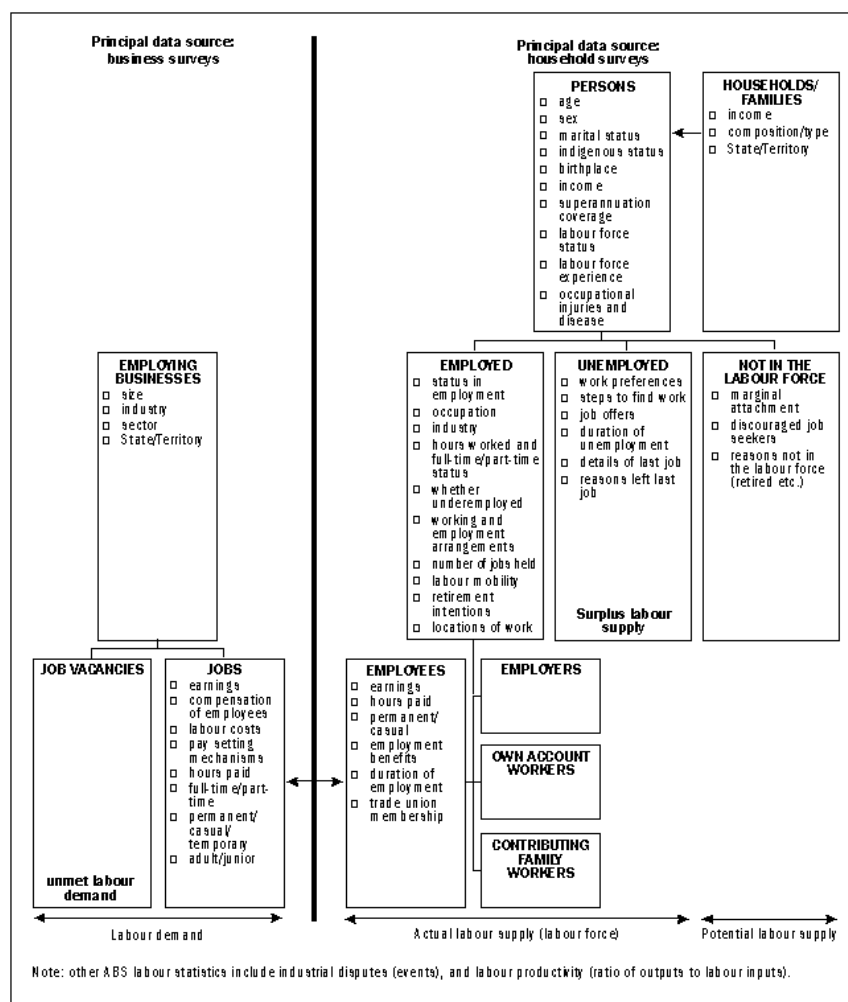 Principal data source:
business surveys
Principal data source:
household surveys
PERSONS
age
sex
marital status
indigenous status
birthplace
income
superannuation
coverage
labour force
status
labour force
experience
occupational
injuries and
disease
HOUSEHOLDS/
FAMILIES
income
composition/type
State/Territory
EMPLOYING
BUSINESSES
size
industry
sector
State/Territory
EMPLOYED
status in
employment
occupation
industry
hours worked and
full-time/part-time
status
whether
underemployed
working and
employment
arrangements
number of jobs held
labour mobility
retirement
intentions
locations of work
UNEMPLOYED
work preferences
steps to find work
job offers
duration of
unemployment
details of last job
reasons left last
job
Surplus labour
supply
NOT IN THE
LABOUR FORCE
marginal
attachment
discouraged job
seekers
reasons not in
the labour force
(retired etc.)
JOB VACANCIES
unmet labour
demand
JOBS
earnings
compensation
of employees
labour costs
pay setting
mechanisms
hours paid
full-time/part-
time
permanent/
casual/
temporary
adult/junior
EMPLOYEES
earnings
hours paid
permanent/
casual
employment
benefits
duration of
employment
trade union
membership
EMPLOYERS
OWN ACCOUNT
WORKERS
CONTRIBUTING
FAMILY
WORKERS
Labour demand
Actual labour supply (labour force)
Potential labour supply
Note: other ABS labour statistics include industrial disputes (events), and labour productivity (ratio of outputs to labour inputs).